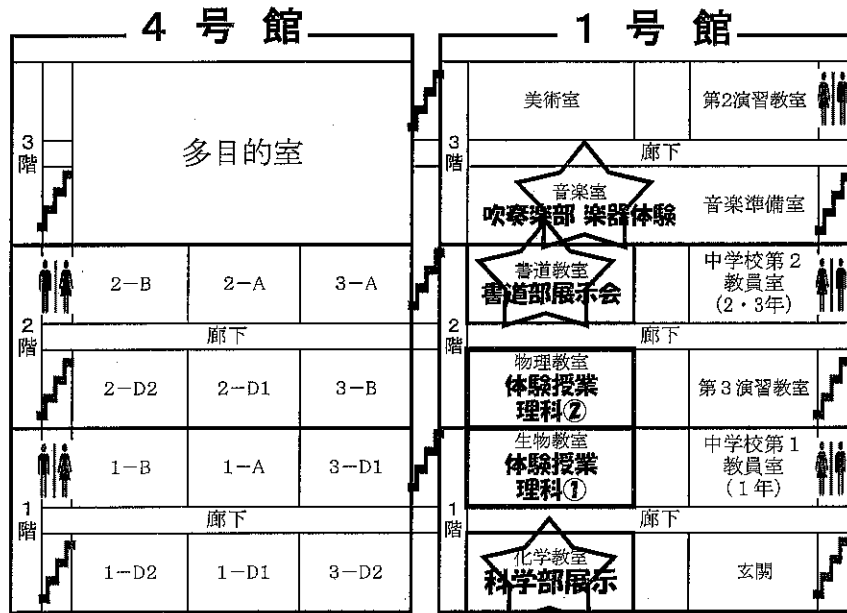 4号館
3階
多目的室
2階
2-B 2-A 3-A
廊下
2-D2 2-D1 3-B
1階
1-B 1-A 3-D1
廊下
1-D2 1-D1 3-D2
1号館
3階
美術室 第2演習教室
廊下
音楽室
吹奏楽部 楽器体験
音楽準備室
2階
書道教室
書道部展示会
中学校第2
教員室
(2・3年)
廊下
物理教室
体験授業
理科②
第3演習教室
1階
生物教室
体験授業
理科①
中学校第1
教員室
(1年)
廊下
化学教室
科学部展示
玄関